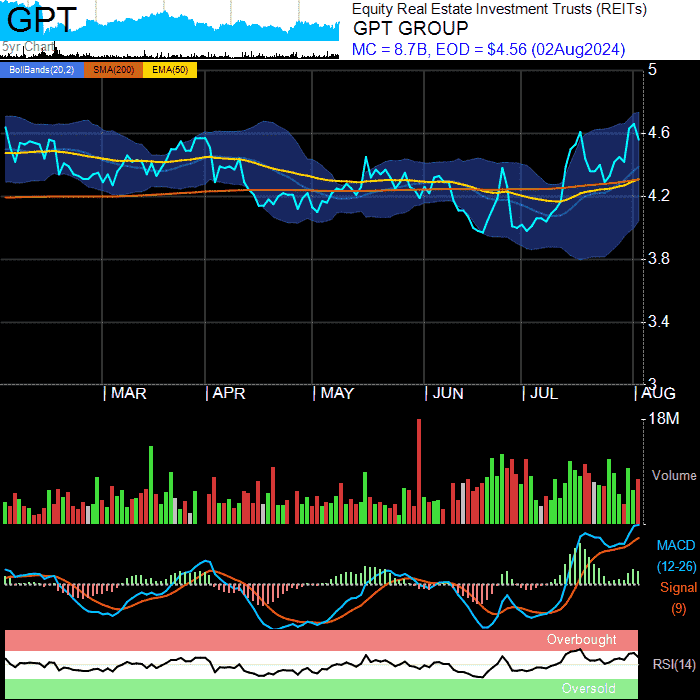 GPT
5yr Chart
Equity Real Estate Investment Trusts (REITs)
GPT GROUP
MC = 8.7B, EOD = $4.56 (02Aug2024)
BollBands(20,2) SMA(200) EMA(50)
5
4.6
4.2
3.8
3.4
3
MAR APR MAY JUN JUL AUG
18M
Volume
MACD
(12-26)
Signal
(9)
Overbought
RSI(14)
Oversold